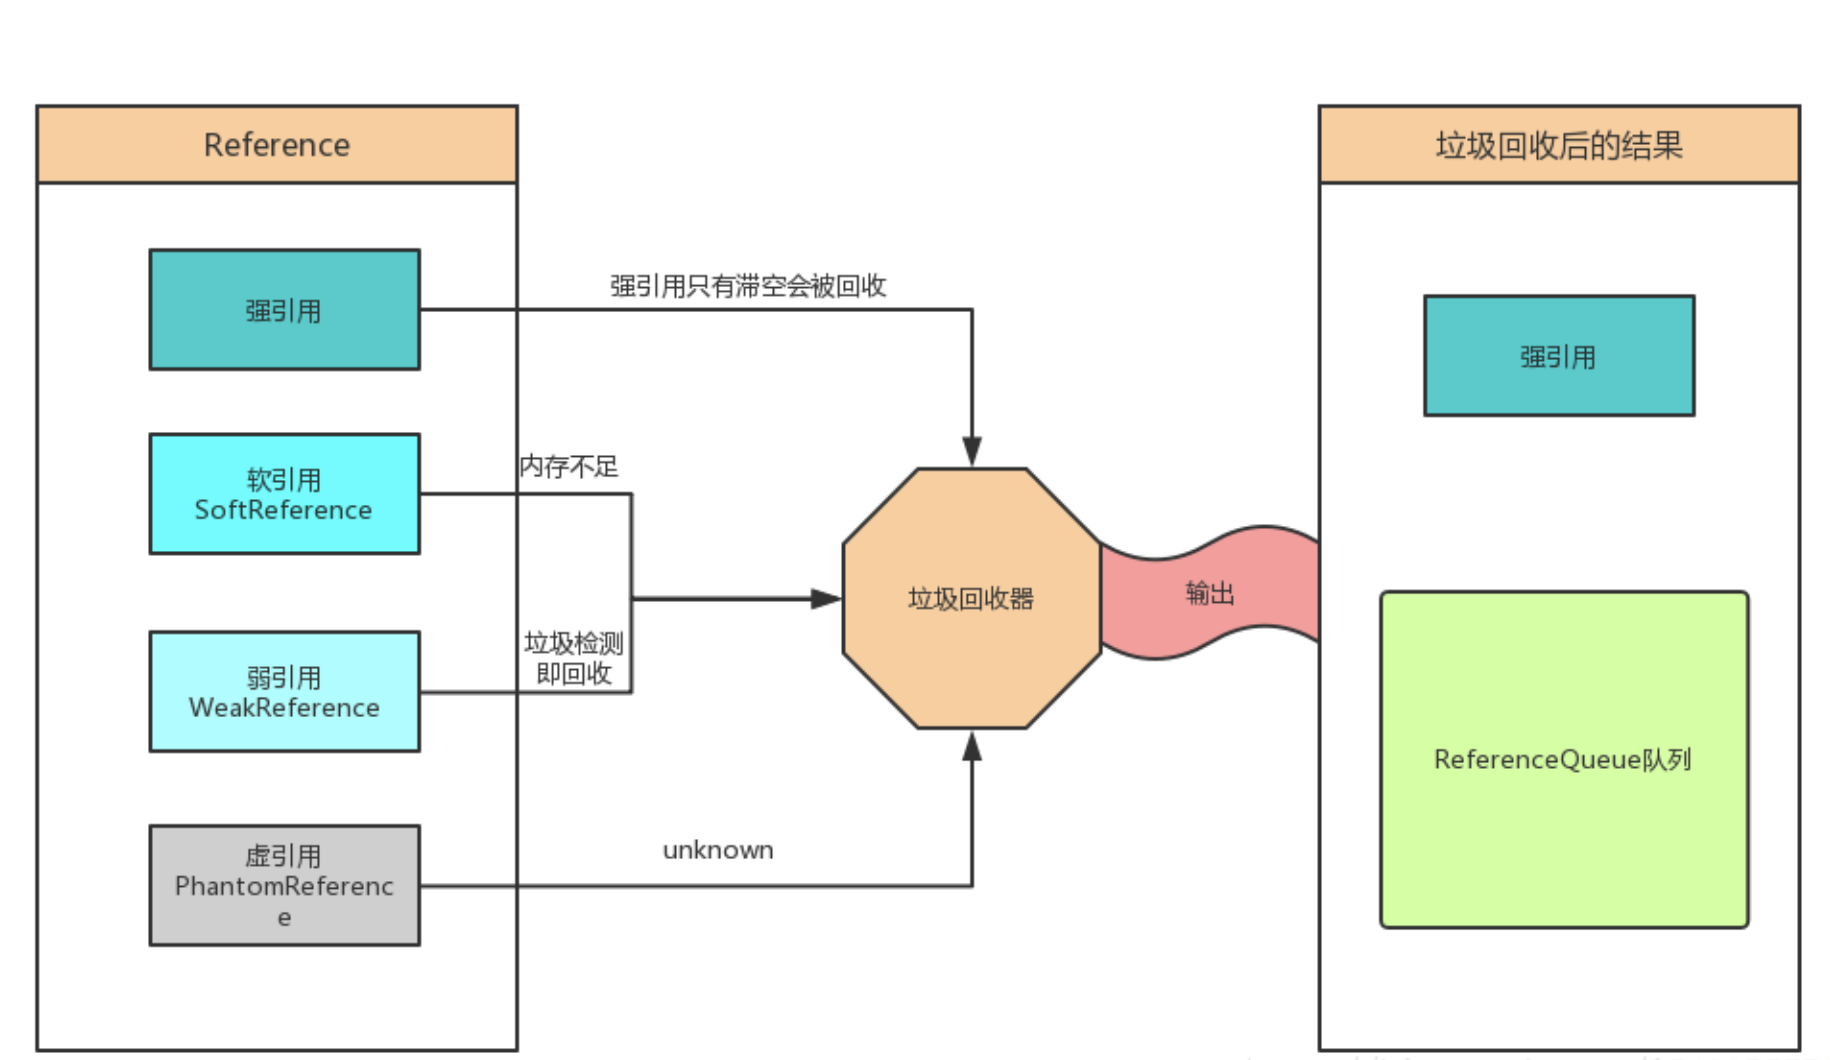 Reference
强引用
强引用只有滞空会被回收
软引用
SoftReference
内存不足
弱引用
WeakReference
垃圾检测
即回收
虚引用
PhantomReferenc
e
unknown
垃圾回收器
输出
垃圾回收后的结果
强引用
ReferenceQueue队列